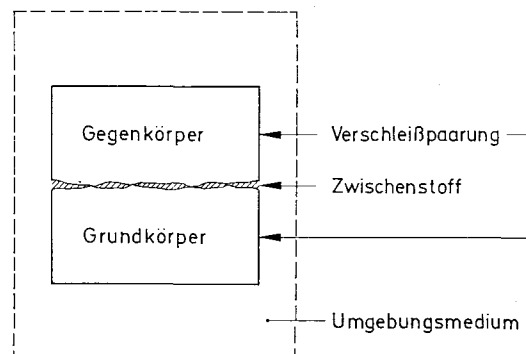 Gegenkörper
Verschleißpaarung
Zwischenstoff
Grundkörper
Umgebungsmedium